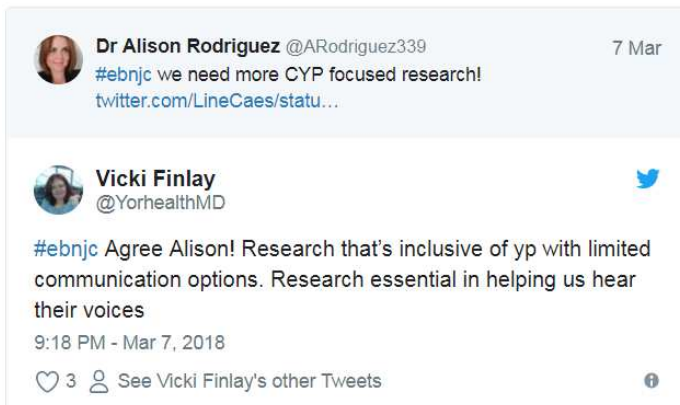 Dr Alison Rodriguez @ARodriguez339 7 Mar
#ebnjc we need more CYP focused research!
twitter.com/LineCaes/statu…
Vicki Finlay
@YorhealthMD
#ebnjc Agree Alison! Research that's inclusive of yp with limited
communication options. Research essential in helping us hear
their voices
9:18 PM - Mar 7, 2018
3 See Vicki Finlay's other Tweets